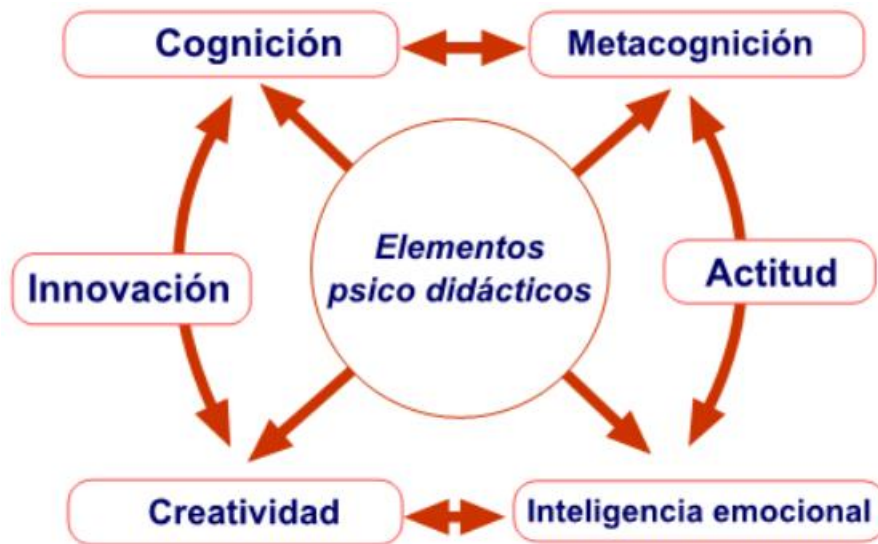 Cognición
Metacognición
Elementos
psico didácticos
Innovación
Actitud
Creatividad
Inteligencia emocional